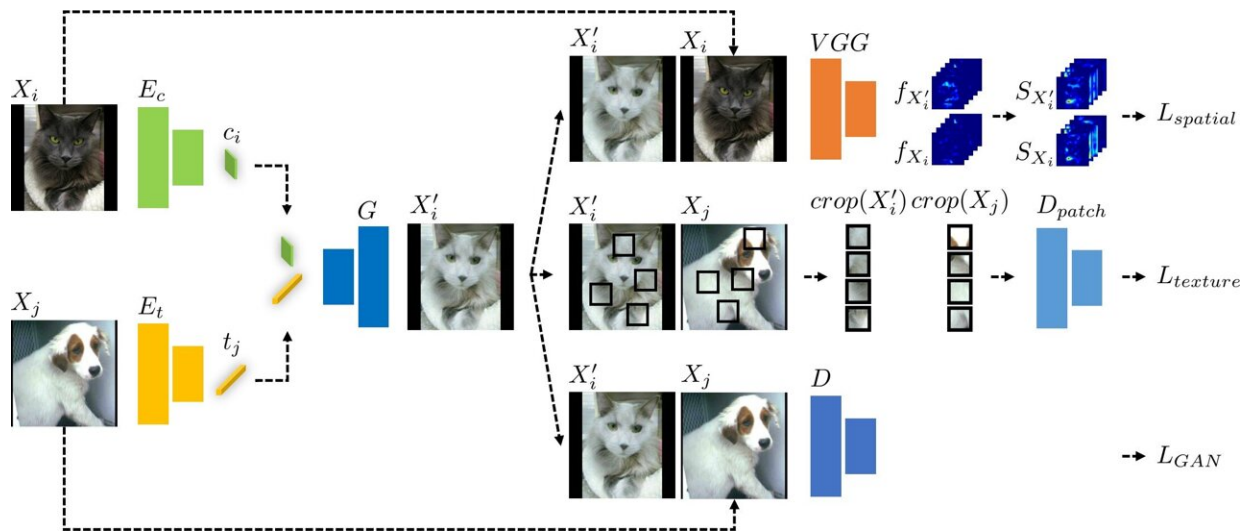 X_i
E_c
c_i
X'_i
X_i
VGG
f_{X'_i}
S_{X'_i}
L_{spatial}
f_{X_i}
S_{X_i}
G
X'_i
X'_i
X_j
crop(X'_i) crop(X_j)
D_{patch}
L_{texture}
X_j
E_t
t_j
X'_i
X_j
D
L_{GAN}